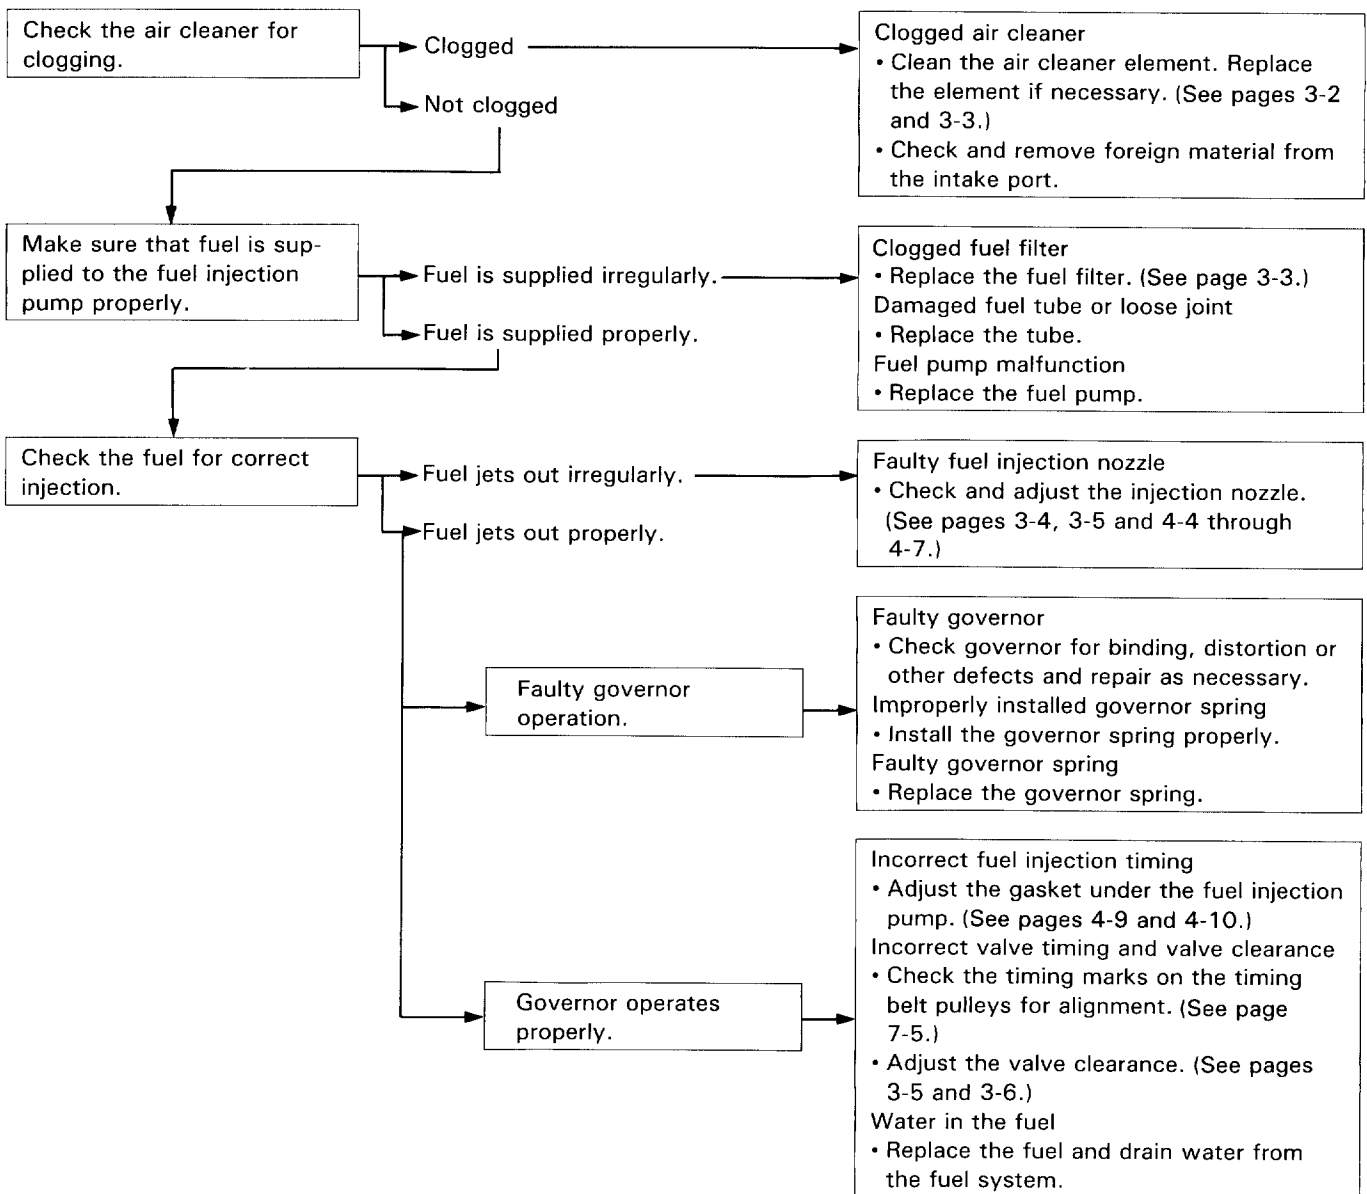 Check the air cleaner for
clogging.
Clogged
Not clogged
Clogged air cleaner
• Clean the air cleaner element. Replace
the element if necessary. (See pages 3-2
and 3-3.)
• Check and remove foreign material from
the intake port.
Make sure that fuel is sup-
plied to the fuel injection
pump properly.
Fuel is supplied irregularly.
Fuel is supplied properly.
Clogged fuel filter
• Replace the fuel filter. (See page 3-3.)
Damaged fuel tube or loose joint
• Replace the tube.
Fuel pump malfunction
• Replace the fuel pump.
Check the fuel for correct
injection.
Fuel jets out irregularly.
Fuel jets out properly.
Faulty fuel injection nozzle
• Check and adjust the injection nozzle.
(See pages 3-4, 3-5 and 4-4 through
4-7.)
Faulty governor
operation.
Faulty governor
• Check governor for binding, distortion or
other defects and repair as necessary.
Improperly installed governor spring
• Install the governor spring properly.
Faulty governor spring
• Replace the governor spring.
Governor operates
properly.
Incorrect fuel injection timing
• Adjust the gasket under the fuel injection
pump. (See pages 4-9 and 4-10.)
Incorrect valve timing and valve clearance
• Check the timing marks on the timing
belt pulleys for alignment. (See page
7-5.)
• Adjust the valve clearance. (See pages
3-5 and 3-6.)
Water in the fuel
• Replace the fuel and drain water from
the fuel system.